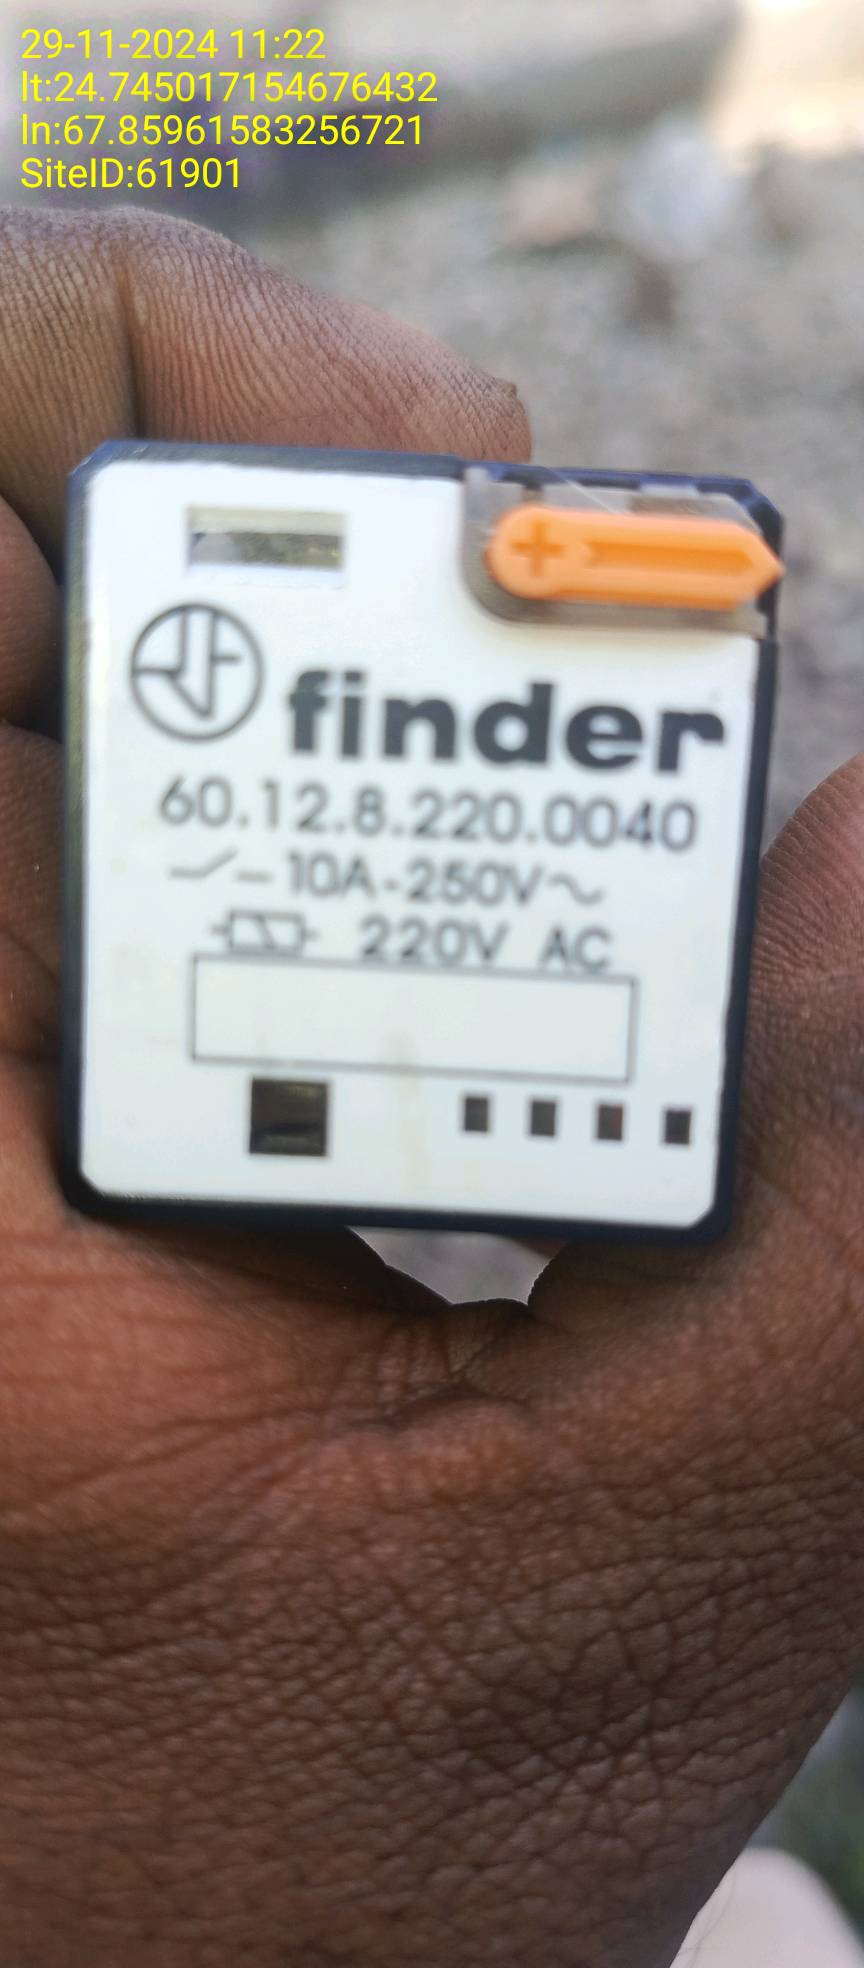 29-11-2024 11:22
lt:24.745017154676432
ln:67.85961583256721
SiteID:61901
finder
60.12.8.220.0040
10A-250V~
220V AC